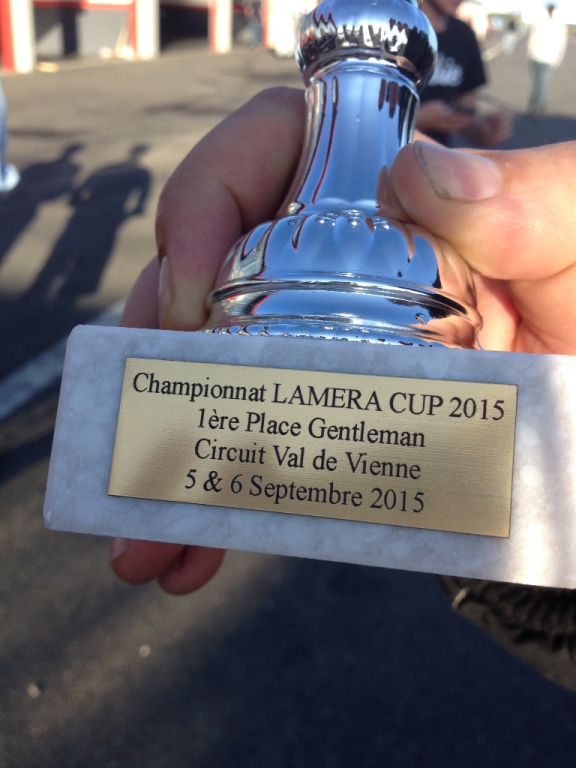 Championnat LAMERA CUP 2015
1ère Place Gentleman
Circuit Val de Vienne
5 & 6 Septembre 2015